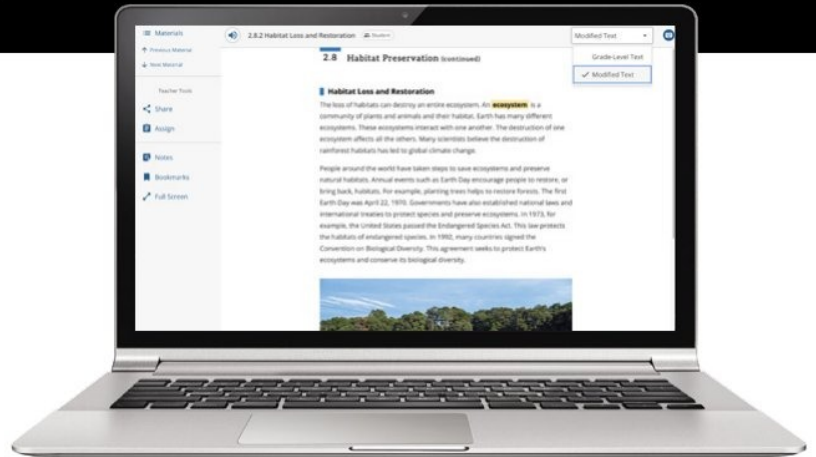 Materials
Previous Material
Next Material
Teacher Tools
Share
Assign
Notes
Bookmarks
Full Screen
2.8.2 Habitat Loss and Restoration Student
Modified Text
Grade-Level Text
Modified Text
2.8 Habitat Preservation (continued)
Habitat Loss and Restoration
The loss of habitats can destroy an entire ecosystem. An ecosystem is a
community of plants and animals and their habitat. Earth has many different
ecosystems. These ecosystems interact with one another. The destruction of one
ecosystem affects all the others. Many scientists believe the destruction of
rainforest habitats has led to global climate change.
People around the world have taken steps to save ecosystems and preserve
natural habitats. Annual events such as Earth Day encourage people to restore, or
bring back, habitats. For example, planting trees helps to restore forests. The first
Earth Day was April 22, 1970. Governments have also established national laws and
international treaties to protect species and preserve ecosystems. In 1973, for
example, the United States passed the Endangered Species Act. This law protects
the habitats of endangered species. In 1992, many countries signed the
Convention on Biological Diversity. This agreement seeks to protect Earth's
ecosystems and conserve its biological diversity.